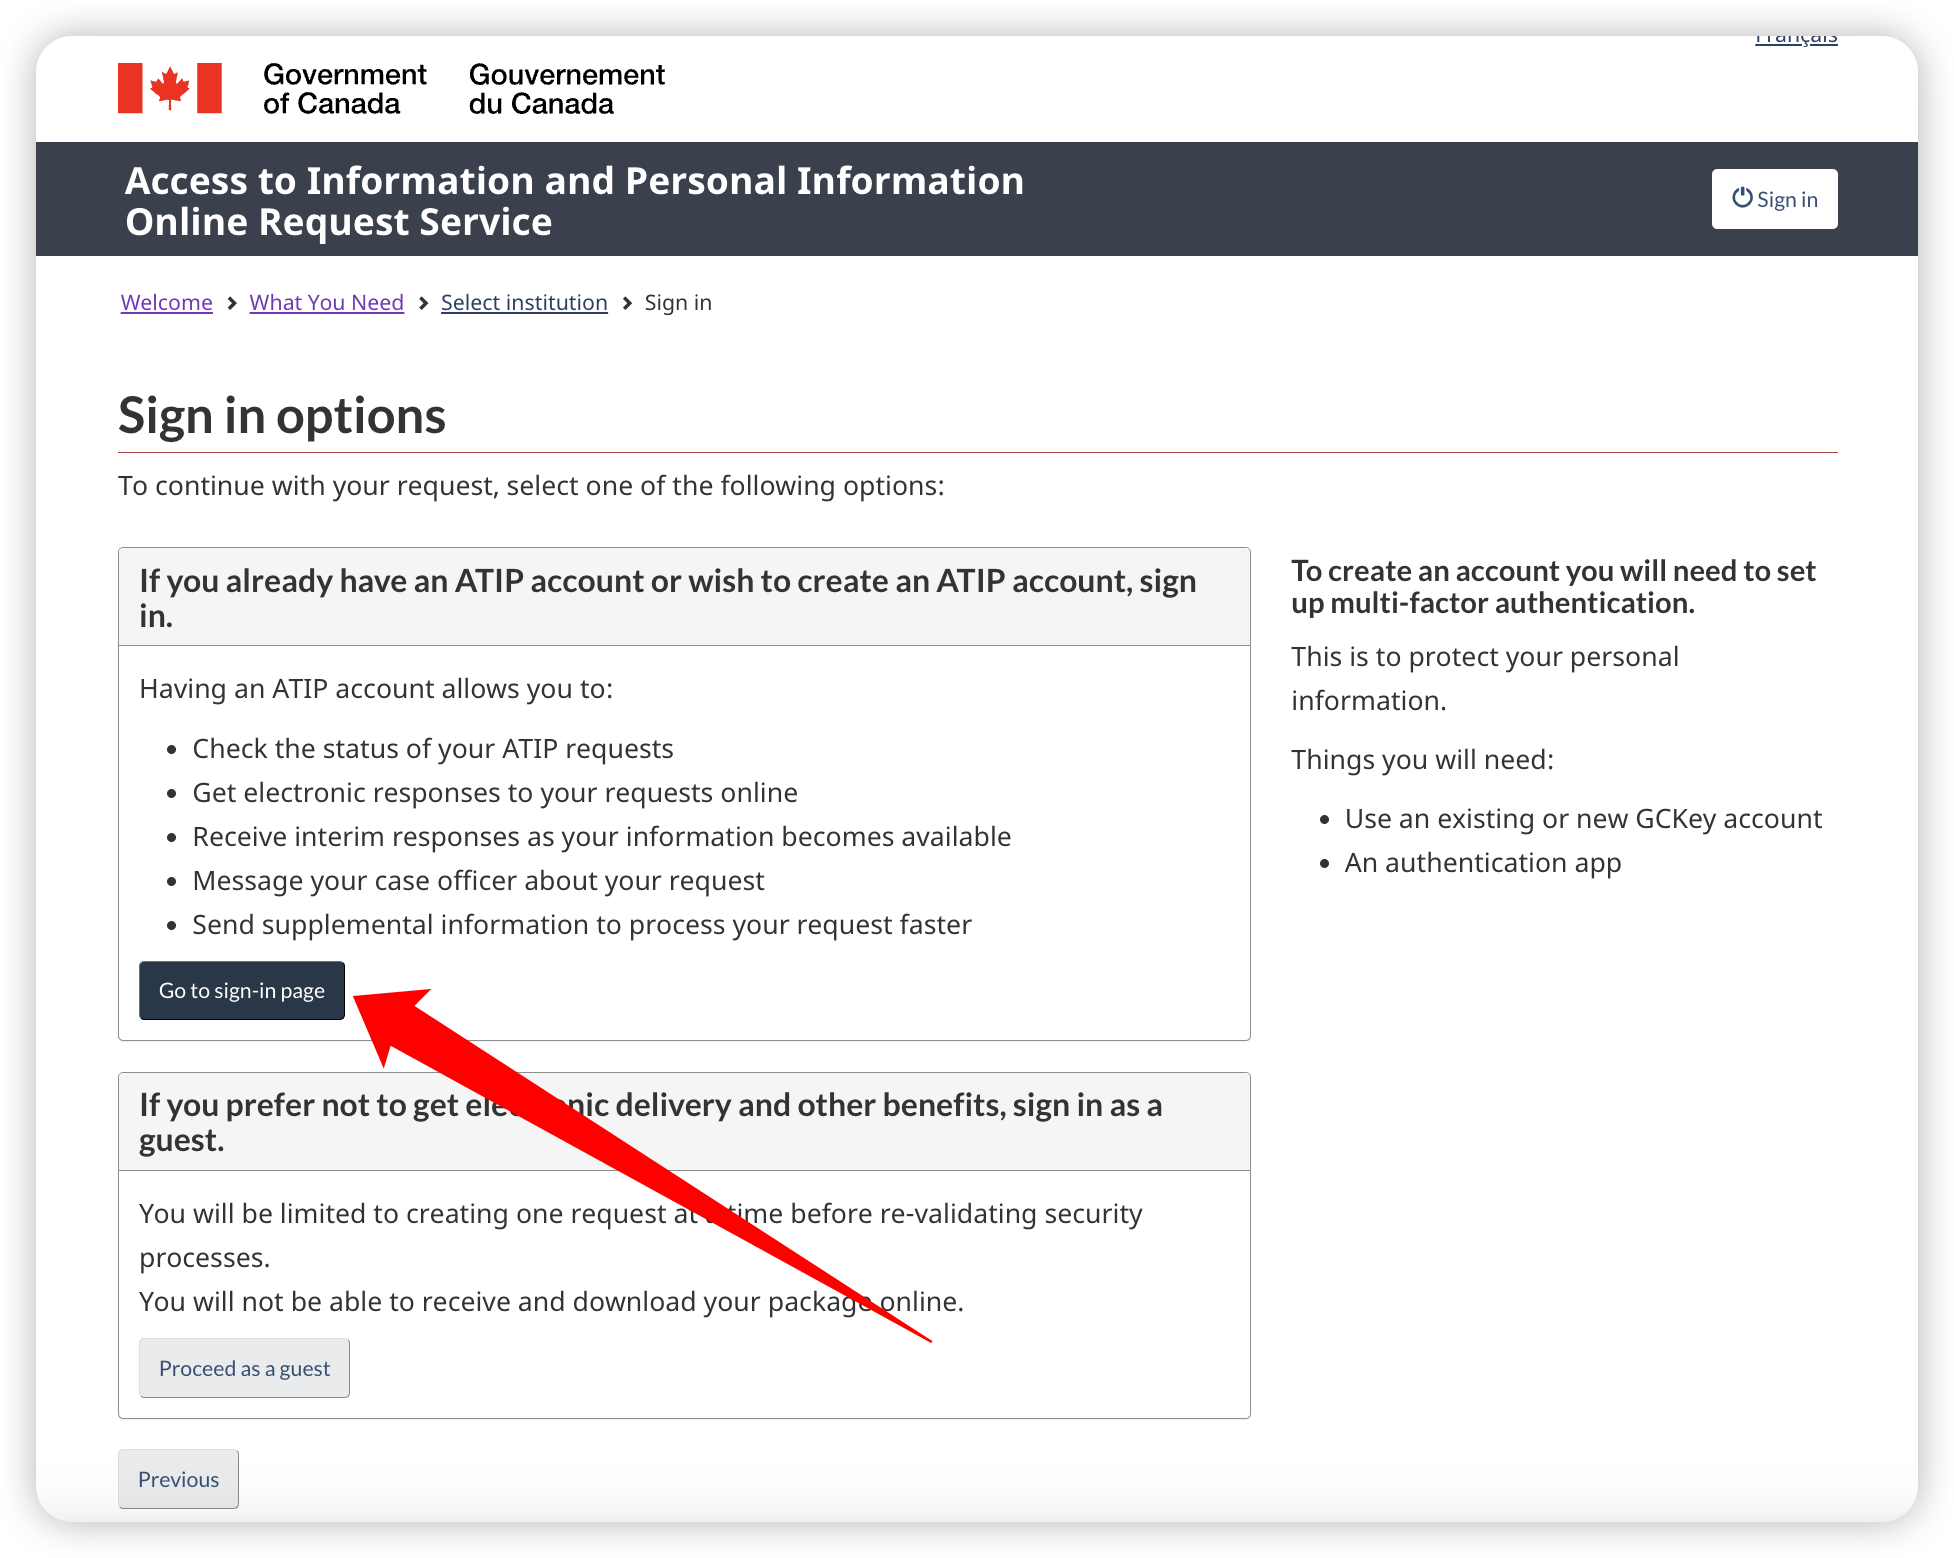 Français
Government
of Canada
Gouvernement
du Canada
Access to Information and Personal Information
Online Request Service
Sign in
Welcome > What You Need > Select institution > Sign in
Sign in options
To continue with your request, select one of the following options:
If you already have an ATIP account or wish to create an ATIP account, sign
in.
Having an ATIP account allows you to:
• Check the status of your ATIP requests
• Get electronic responses to your requests online
• Receive interim responses as your information becomes available
• Message your case officer about your request
• Send supplemental information to process your request faster
Go to sign-in page
If you prefer not to get electronic delivery and other benefits, sign in as a
guest.
You will be limited to creating one request at a time before re-validating security
processes.
You will not be able to receive and download your package online.
Proceed as a guest
Previous
To create an account you will need to set
up multi-factor authentication.
This is to protect your personal
information.
Things you will need:
• Use an existing or new GCKey account
• An authentication app